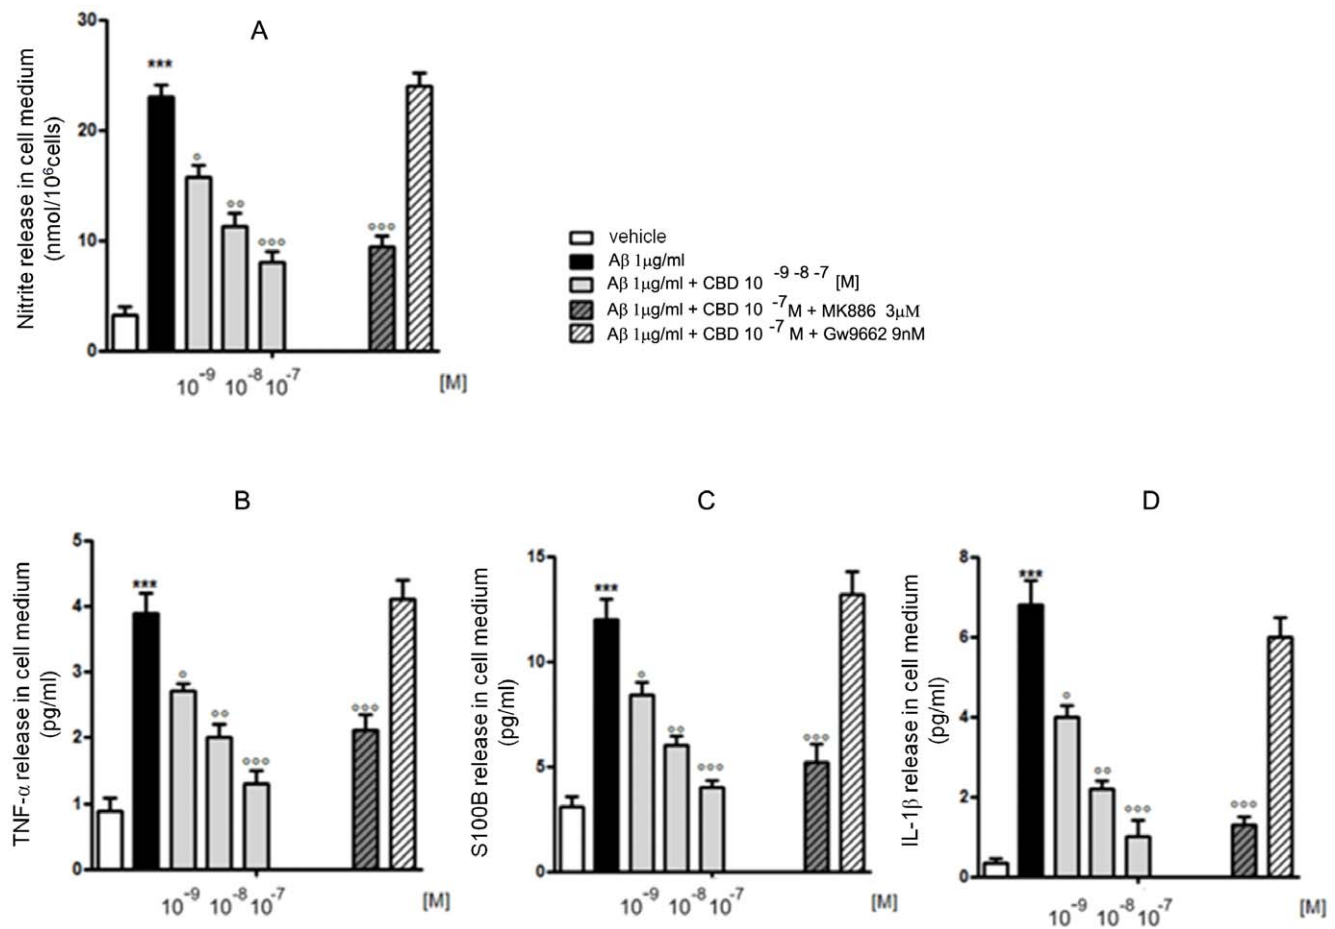 A
Nitrite release in cell medium
(nmol/10⁶cells)
30
20
10
0
***
°
°°
°°°
°°°
10⁻⁹ 10⁻⁸ 10⁻⁷ [M]
vehicle
Aβ 1μg/ml
Aβ 1μg/ml + CBD 10 ⁻⁹ ⁻⁸ ⁻⁷ [M]
Aβ 1μg/ml + CBD 10 ⁻⁷ M + MK886 3μM
Aβ 1μg/ml + CBD 10 ⁻⁷ M + Gw9662 9nM
B
TNF-α release in cell medium
(pg/ml)
5
4
3
2
1
0
***
°
°°
°°°
°°°
10⁻⁹ 10⁻⁸ 10⁻⁷ [M]
C
S100B release in cell medium
(pg/ml)
15
10
5
0
***
°
°°
°°°
°°°
10⁻⁹ 10⁻⁸ 10⁻⁷ [M]
D
IL-1β release in cell medium
(pg/ml)
8
6
4
2
0
***
°
°°
°°°
°°°
10⁻⁹ 10⁻⁸ 10⁻⁷ [M]